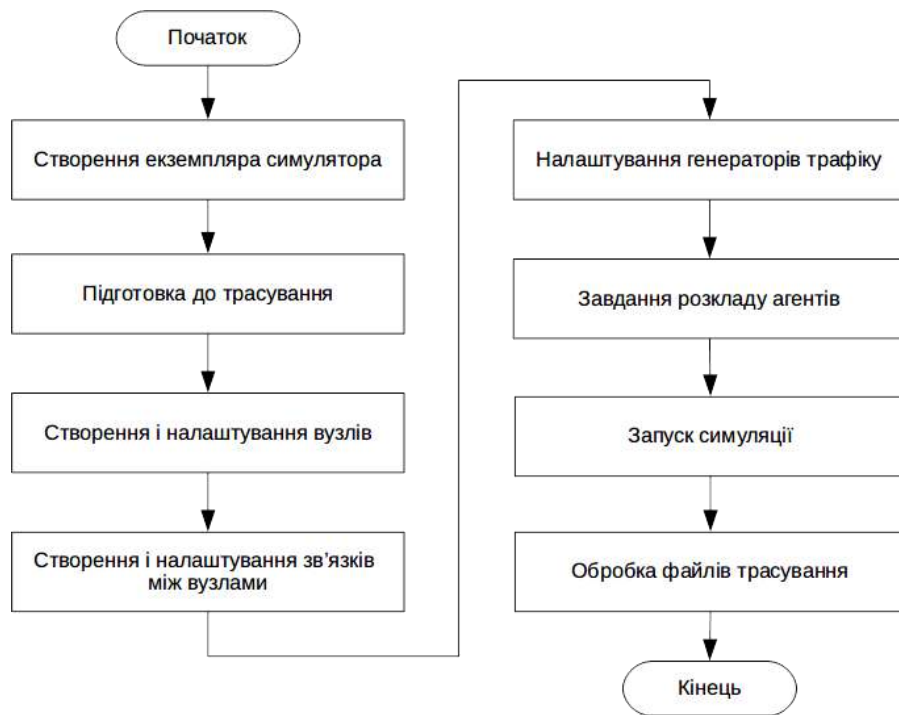 Початок
Створення екземпляра симулятора
Підготовка до трасування
Створення і налаштування вузлів
Створення і налаштування зв’язків
між вузлами
Налаштування генераторів трафіку
Завдання розкладу агентів
Запуск симуляції
Обробка файлів трасування
Кінець